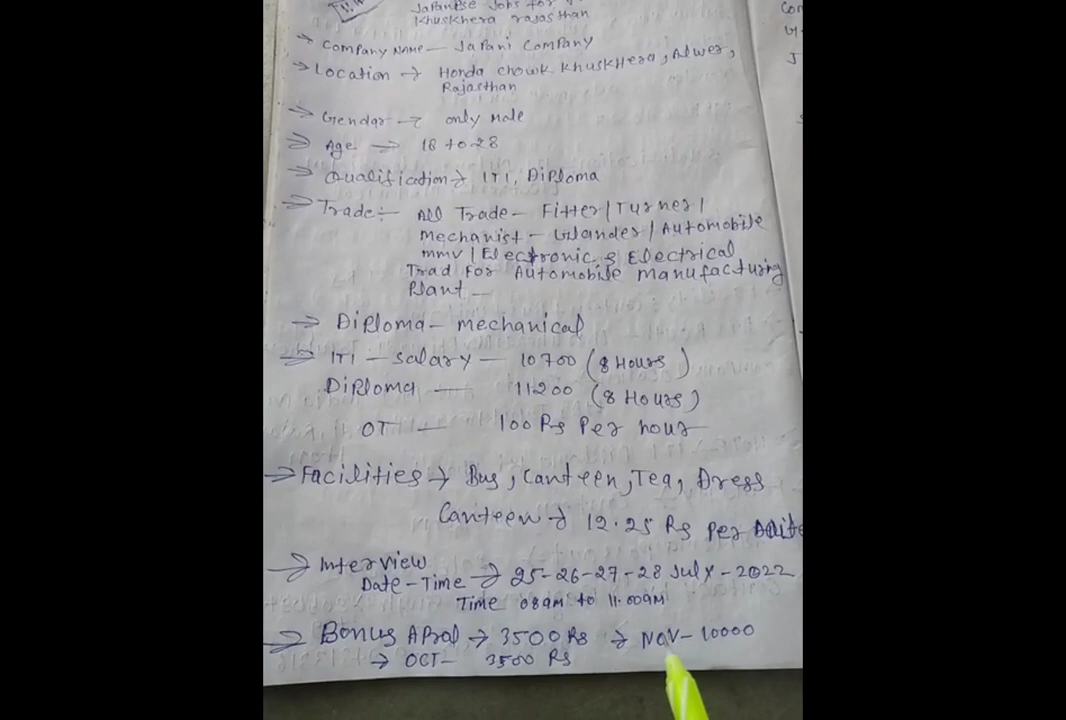 Japanese Jobs for
Khuskhera rajasthan
→ Company NAME — Japani Company
→ Location → Honda chowk Khuskhera, Alwer,
Rajasthan
→ Gendar → only male
→ Age → 18 to 28
→ Qualification → ITI, Diploma
→ Trade:- All Trade - Fitter/Turner/
Mechanist - Glander/Automobile
mmv/Electronic & Electrical
Trad For Automobile manufacturing
Plant —
→ Diploma - mechanical
→ ITI — salary — 10700 (8 Hours)
Diploma — 11200 (8 Hours)
OT — 100 Rs Per hour
→ Facilities → Bus, Canteen, Tea, Dress
Canteen → 12.25 Rs Per
→ Interview
Date-Time → 25-26-27-28 July-2022
Time 08AM to 11.00AM
→ Bonus APral → 3500 Rs → NOV - 10000
→ OCT - 3500 Rs